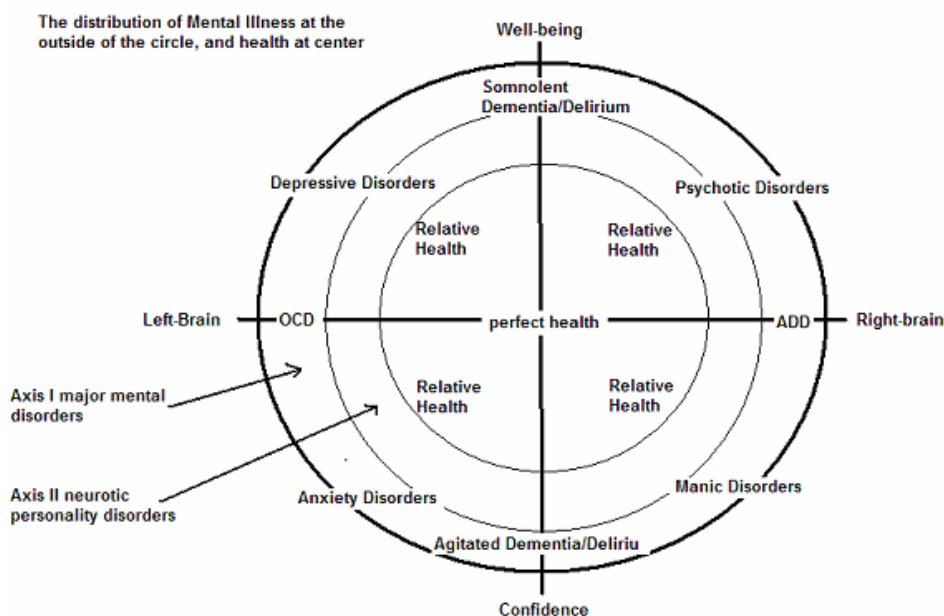 The distribution of Mental Illness at the
outside of the circle, and health at center
Well-being
Somnolent
Dementia/Delirium
Depressive Disorders
Psychotic Disorders
Relative
Health
Relative
Health
Left-Brain
OCD
perfect health
ADD
Right-brain
Axis I major mental
disorders
Relative
Health
Relative
Health
Axis II neurotic
personality disorders
Anxiety Disorders
Manic Disorders
Agitated Dementia/Deliriu
Confidence